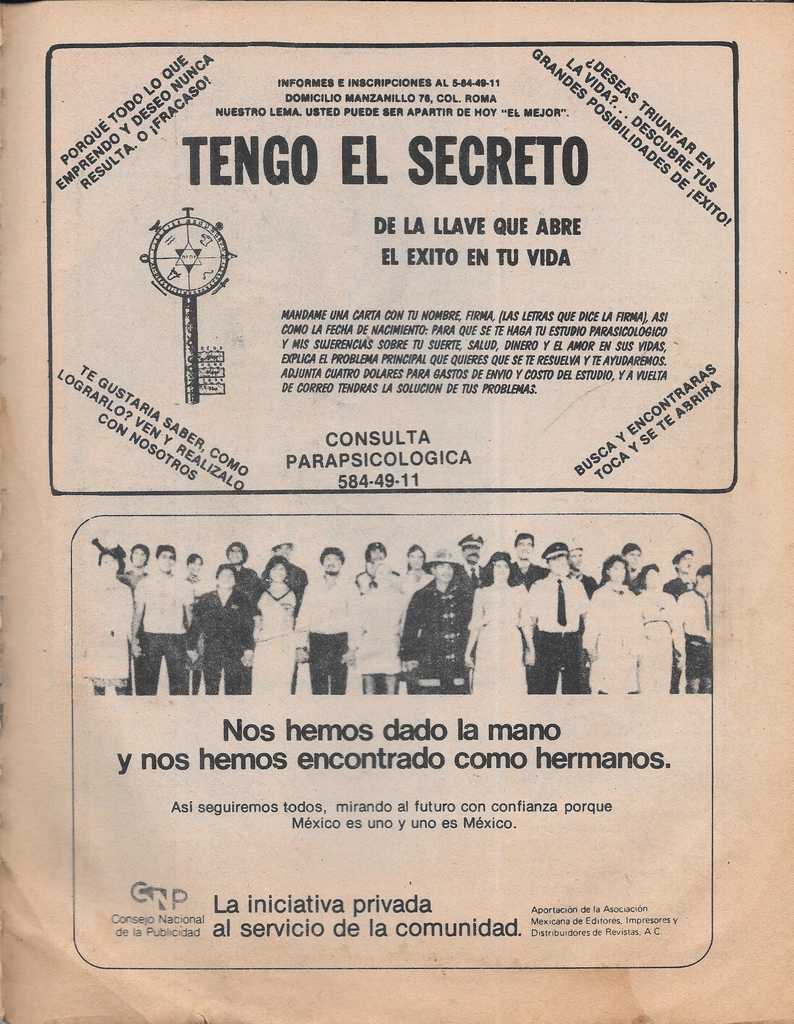 PORQUÉ TODO LO QUE
EMPRENDO Y DESEO NUNCA
RESULTA. O ¡FRACASO!
INFORMES E INSCRIPCIONES AL 5-84-49-11
DOMICILIO MANZANILLO 76, COL. ROMA
NUESTRO LEMA. USTED PUEDE SER APARTIR DE HOY "EL MEJOR".
¿DESEAS TRIUNFAR EN
LA VIDA?... DESCUBRE TUS
GRANDES POSIBILIDADES DE ¡EXITO!
TENGO EL SECRETO
DE LA LLAVE QUE ABRE
EL EXITO EN TU VIDA
MANDAME UNA CARTA CON TU NOMBRE, FIRMA, (LAS LETRAS QUE DICE LA FIRMA), ASI
COMO LA FECHA DE NACIMIENTO: PARA QUE SE TE HAGA TU ESTUDIO PARASICOLOGICO
Y MIS SUJERENCIAS SOBRE TU SUERTE, SALUD, DINERO Y EL AMOR EN SUS VIDAS,
EXPLICA EL PROBLEMA PRINCIPAL QUE QUIERES QUE SE TE RESUELVA Y TE AYUDAREMOS.
ADJUNTA CUATRO DOLARES PARA GASTOS DE ENVIO Y COSTO DEL ESTUDIO, Y A VUELTA
DE CORREO TENDRAS LA SOLUCION DE TUS PROBLEMAS.
TE GUSTARIA SABER, COMO
LOGRARLO? VEN Y REALIZALO
CON NOSOTROS
CONSULTA
PARAPSICOLOGICA
584-49-11
BUSCA Y ENCONTRARAS
TOCA Y SE TE ABRIRA
Nos hemos dado la mano
y nos hemos encontrado como hermanos.
Así seguiremos todos, mirando al futuro con confianza porque
México es uno y uno es México.
CNP
Consejo Nacional
de la Publicidad
La iniciativa privada
al servicio de la comunidad.
Aportación de la Asociación
Mexicana de Editores, Impresores y
Distribuidores de Revistas, A.C.